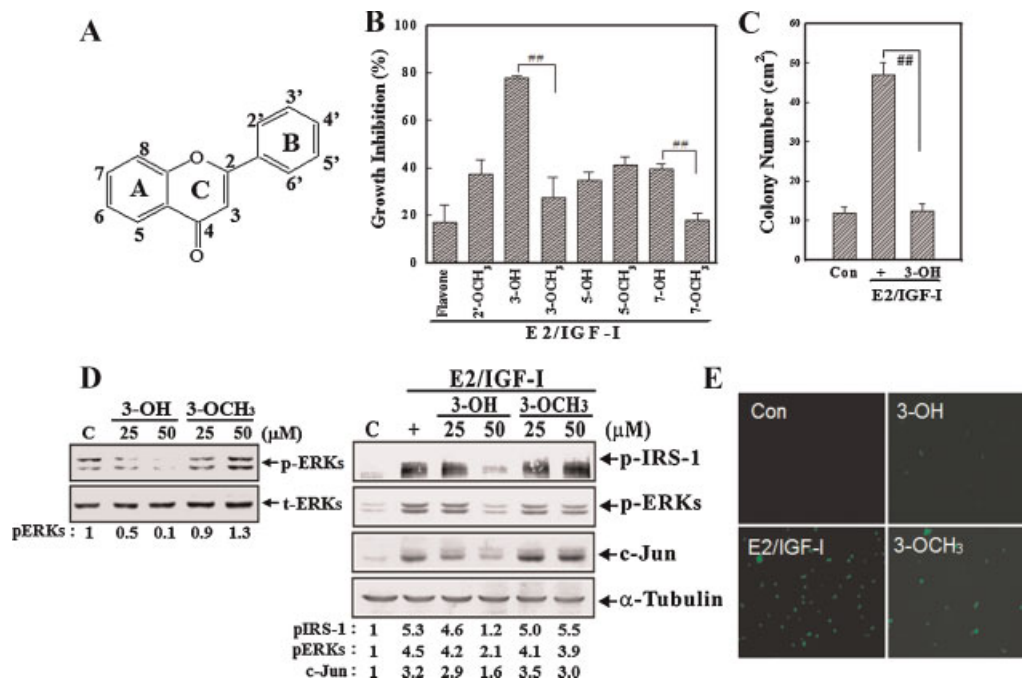 A
3'
2'
4'
B
8
O
2
5'
7
6'
A
C
6
3
5
4
O
B
Growth Inhibition (%)
100
80
60
40
20
0
##
##
Flavone
2'-OCH3
3-OH
3-OCH3
5-OH
5-OCH3
7-OH
7-OCH3
E2/IGF-I
C
Colony Number (cm2)
60
50
40
30
20
10
0
##
Con + 3-OH
E2/IGF-I
D
3-OH 3-OCH3
C 25 50 25 50 (µM)
p-ERKs
t-ERKs
pERKs : 1 0.5 0.1 0.9 1.3
E2/IGF-I
3-OH 3-OCH3
C + 25 50 25 50 (µM)
p-IRS-1
p-ERKs
c-Jun
α-Tubulin
pIRS-1 : 1 5.3 4.6 1.2 5.0 5.5
pERKs : 1 4.5 4.2 2.1 4.1 3.9
c-Jun : 1 3.2 2.9 1.6 3.5 3.0
E
Con
3-OH
E2/IGF-I
3-OCH3